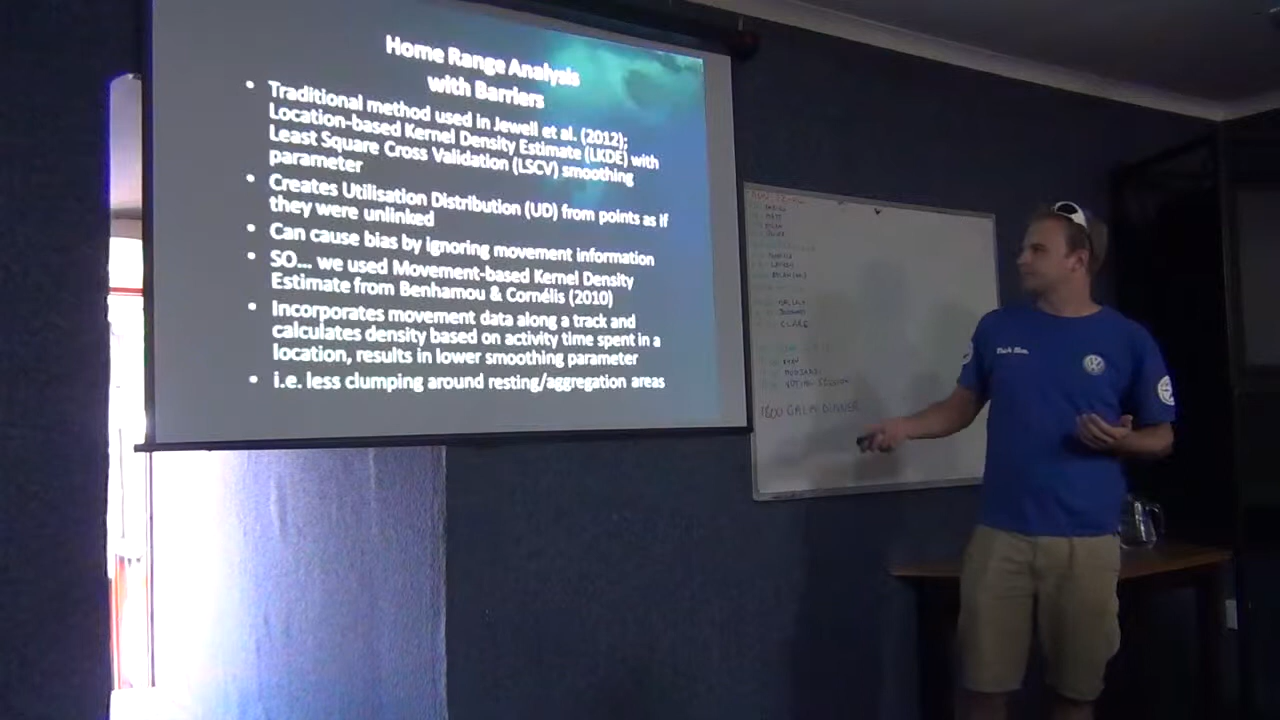 Home Range Analysis
with Barriers
• Traditional method used in Jewell et al. (2012);
Location-based Kernel Density Estimate (LKDE) with
Least Square Cross Validation (LSCV) smoothing
parameter
• Creates Utilisation Distribution (UD) from points as if
they were unlinked
• Can cause bias by ignoring movement information
• SO... we used Movement-based Kernel Density
Estimate from Benhamou & Cornélis (2010)
• Incorporates movement data along a track and
calculates density based on activity time spent in a
location, results in lower smoothing parameter
• i.e. less clumping around resting/aggregation areas
CLARE
1800 GALA DINNER